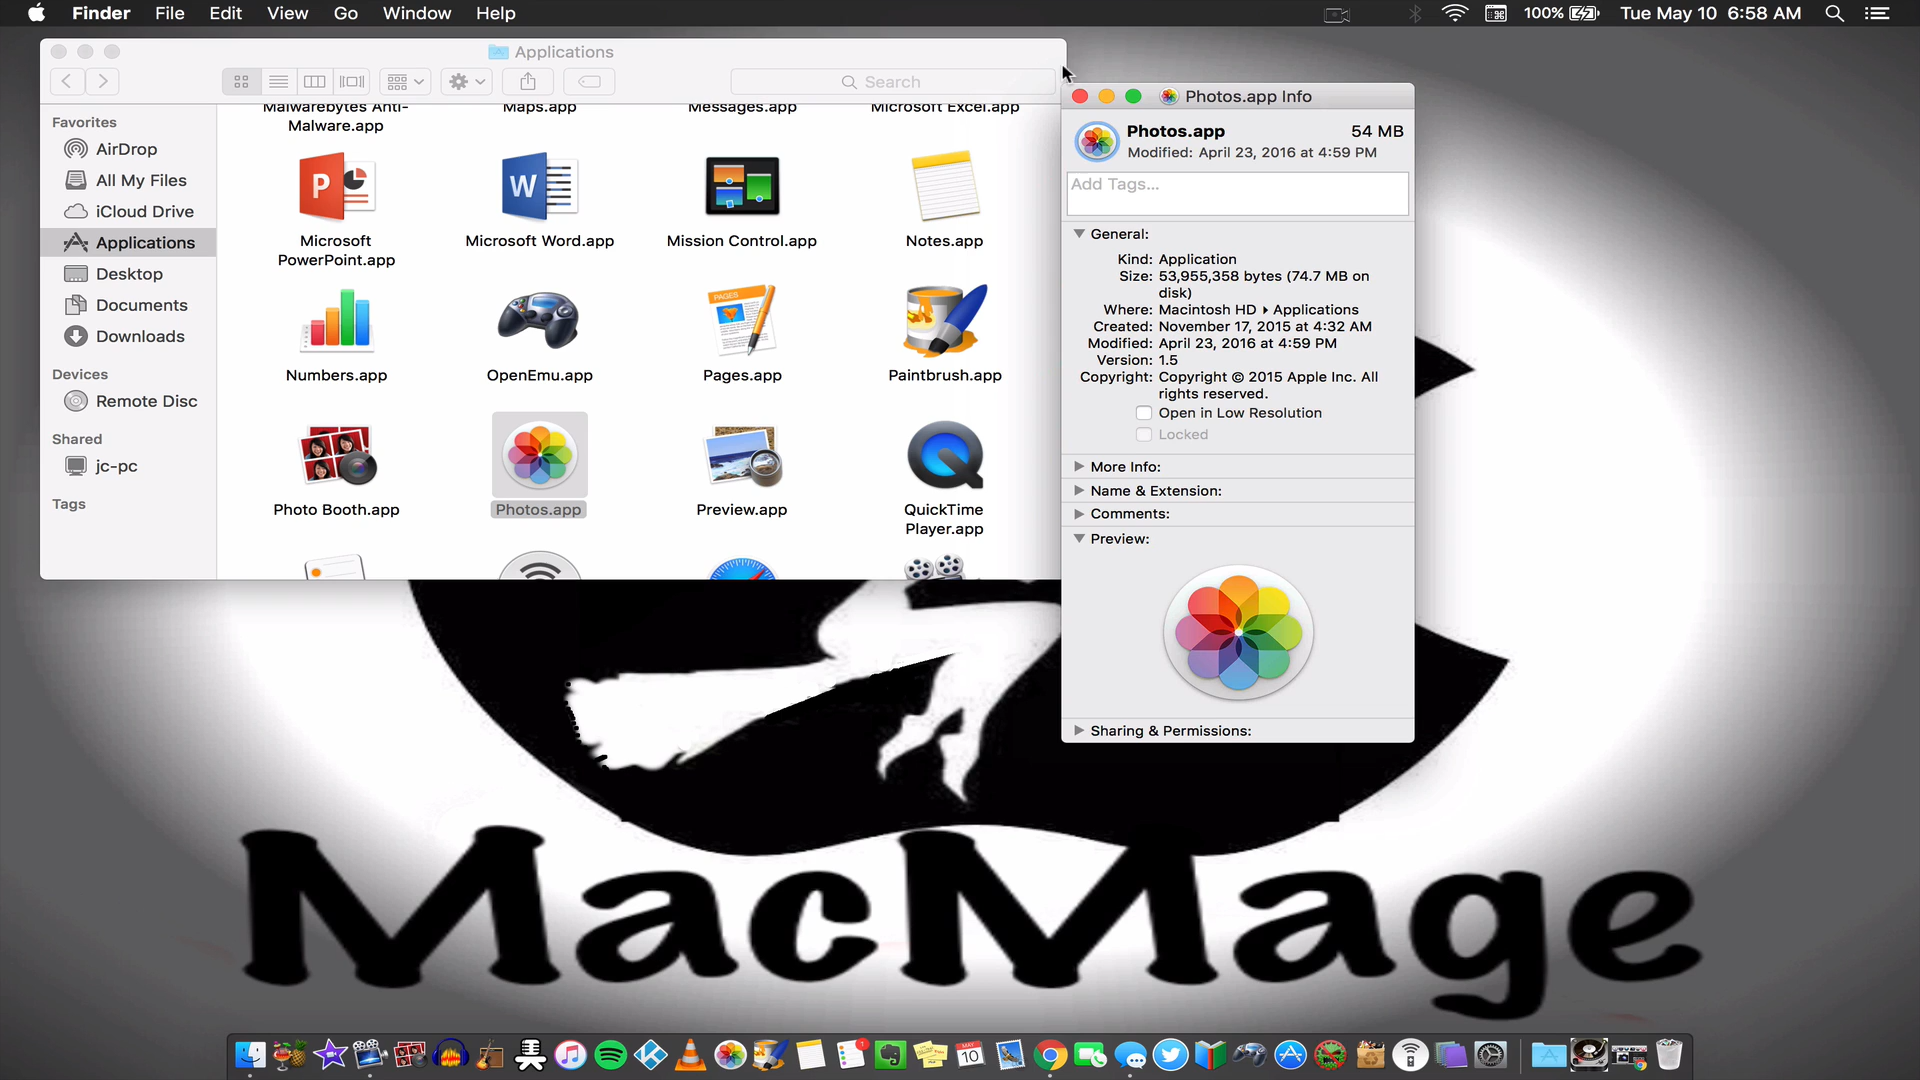 Finder File Edit View Go Window Help
100% Tue May 10 6:58 AM
Applications
Search
Favorites
AirDrop
All My Files
iCloud Drive
Applications
Desktop
Documents
Downloads
Devices
Remote Disc
Shared
jc-pc
Tags
Malwarebytes Anti-
Malware.app
Maps.app
Messages.app
Microsoft Excel.app
Microsoft
PowerPoint.app
Microsoft Word.app
Mission Control.app
Notes.app
Numbers.app
OpenEmu.app
PAGES
Pages.app
Paintbrush.app
Photo Booth.app
Photos.app
Preview.app
QuickTime
Player.app
Photos.app Info
Photos.app 54 MB
Modified: April 23, 2016 at 4:59 PM
Add Tags...
General:
Kind: Application
Size: 53,955,358 bytes (74.7 MB on
disk)
Where: Macintosh HD ▸ Applications
Created: November 17, 2015 at 4:32 AM
Modified: April 23, 2016 at 4:59 PM
Version: 1.5
Copyright: Copyright © 2015 Apple Inc. All
rights reserved.
Open in Low Resolution
Locked
More Info:
Name & Extension:
Comments:
Preview:
Sharing & Permissions:
MacMage
1
MAY
10